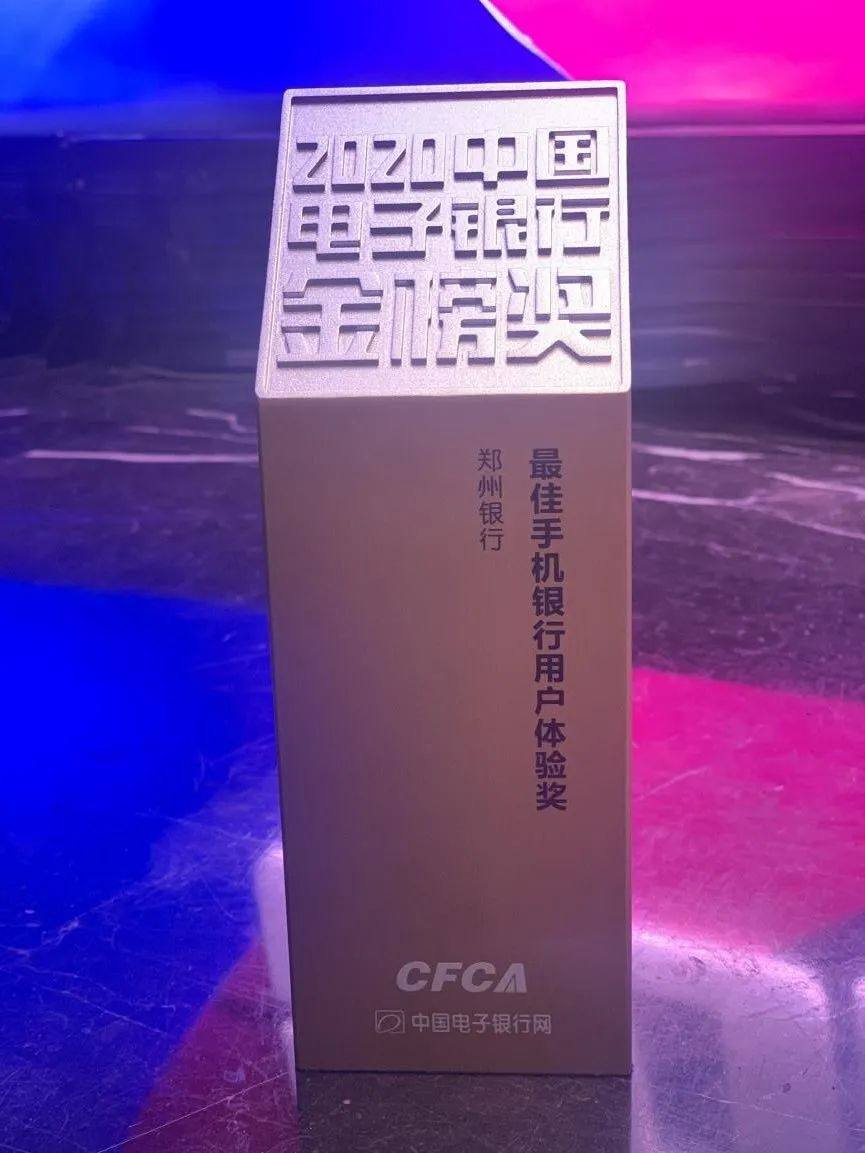 2020中国
电子银行
金榜奖
最佳手机银行用户体验奖
郑州银行
CFCA
中国电子银行网